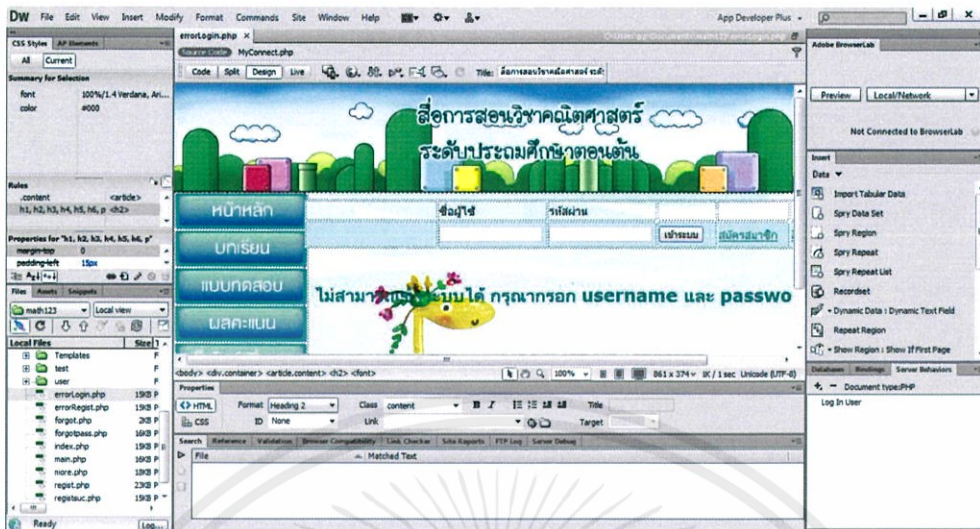 DW File Edit View Insert Modify Format Commands Site Window Help App Developer Plus
CSS Styles AP Elements
All Current
Summary for Selection
font 100%/1.4 Verdana, Ari...
color #000
Rules
.content <article>
h1, h2, h3, h4, h5, h6, p <h2>
Properties for "h1, h2, h3, h4, h5, h6, p"
margin-top 0
padding-left 15px
Files Assets Snippets
math123 Local view
Local Files Size
Templates F
test F
user F
errorLogin.php 15KB P
errorRegist.php 15KB P
forgot.php 2KB P
forgotpass.php 16KB P
index.php 15KB P
main.php 16KB P
more.php 18KB P
regist.php 23KB P
registsuc.php 15KB P
Ready Log...
errorLogin.php
Source Code MyConnect.php
Code Split Design Live Title:
สื่อการสอนวิชาคณิตศาสตร์
ระดับประถมศึกษาตอนต้น
หน้าหลัก ชื่อผู้ใช้ รหัสผ่าน
บทเรียน เข้าระบบ สมัครสมาชิก
แบบทดสอบ
ผลคะแนน
ระบบได้ กรุณากรอก username และ passwo
<body> <div.container> <article.content> <h2> <font> 100% 861 x 374 1K / 1 sec Unicode (UTF-8)
Properties
HTML Format Heading 2 Class content B I Title
CSS ID None Link Target
Search Reference Validation Browser Compatibility Link Checker Site Reports FTP Log Server Debug
File Matched Text
Adobe BrowserLab
Preview Local/Network
Not Connected to BrowserLab
Insert
Data
Import Tabular Data
Spry Data Set
Spry Region
Spry Repeat
Spry Repeat List
Recordset
Dynamic Data : Dynamic Text Field
Repeat Region
Show Region : Show If First Page
Databases Bindings Server Behaviors
Document type:PHP
Log In User